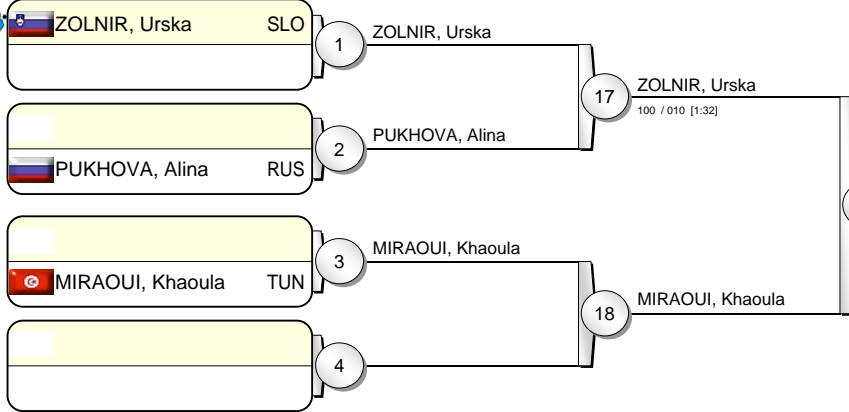 ZOLNIR, Urska SLO
1
ZOLNIR, Urska
17
ZOLNIR, Urska
100 / 010 [1:32]
2
PUKHOVA, Alina
PUKHOVA, Alina RUS
3
MIRAOUI, Khaoula
MIRAOUI, Khaoula TUN
18
MIRAOUI, Khaoula
4